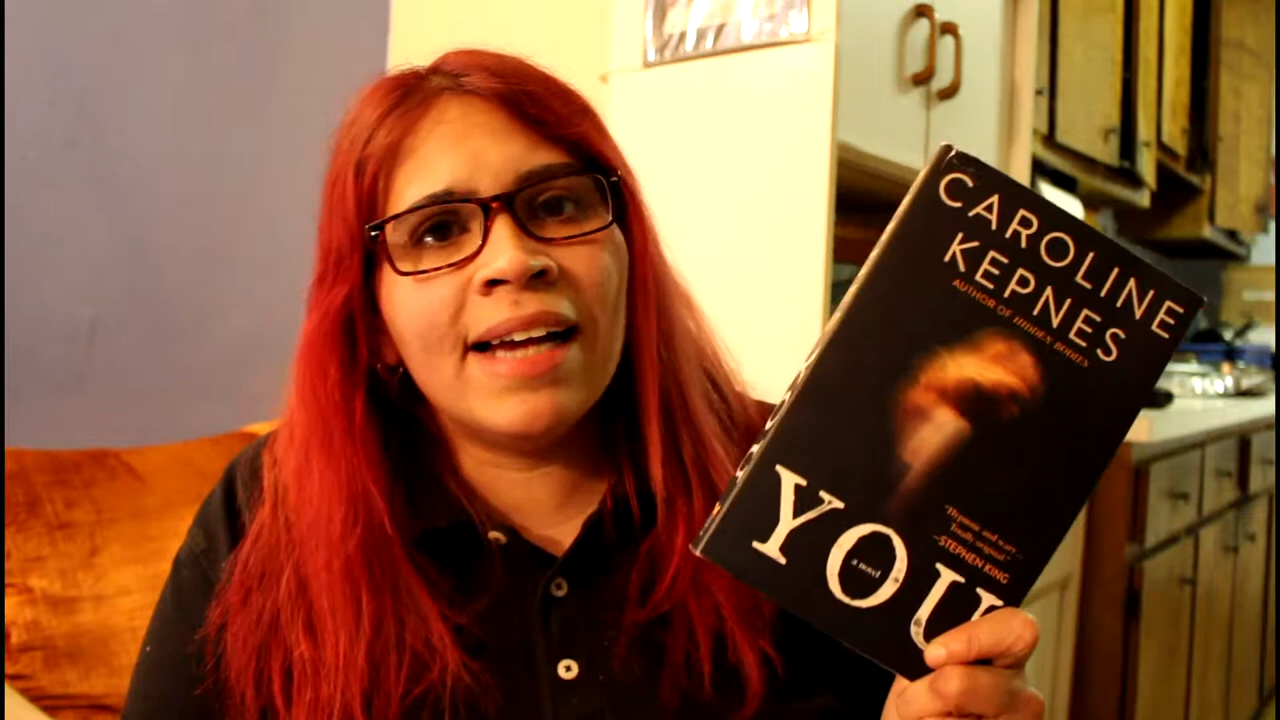 CAROLINE
KEPNES
AUTHOR OF HIDDEN BODIES
YOU
a novel
"Hypnotic and scary...
Totally original."
—STEPHEN KING